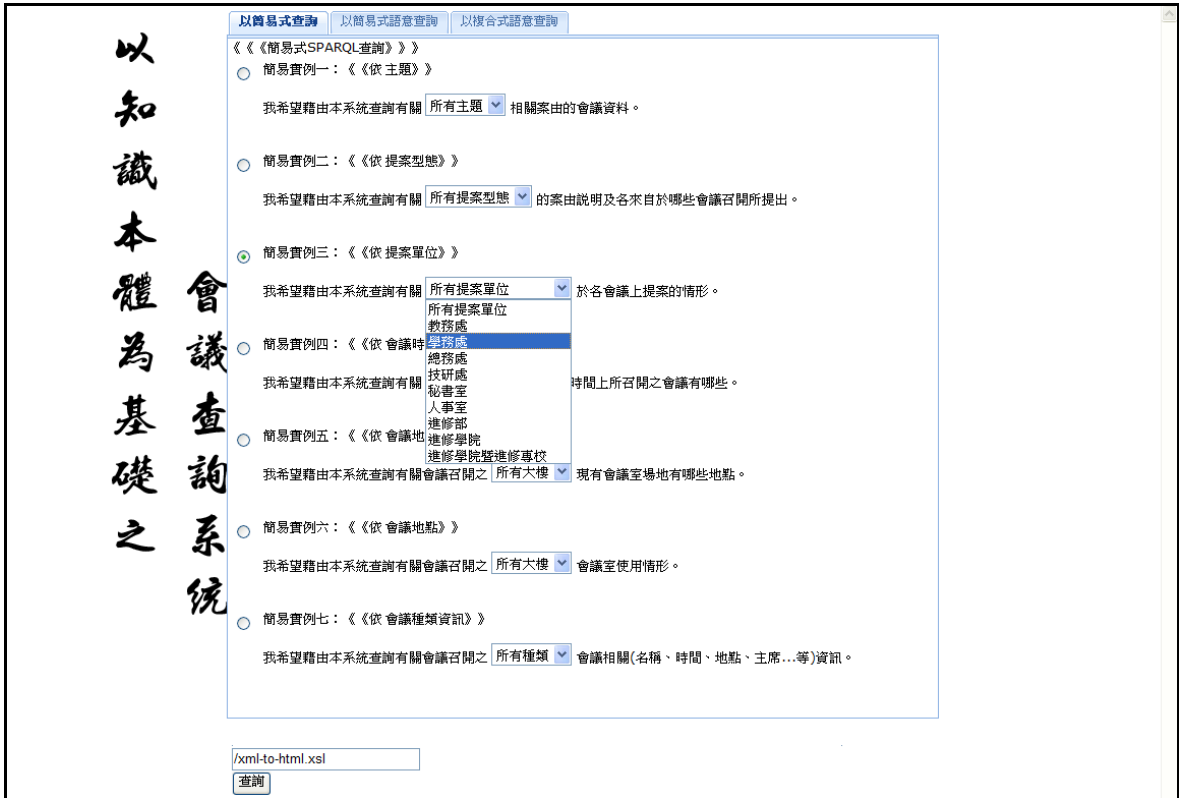 以知識本體為基礎之
會議查詢系統
以簡易式查詢 以簡易式語意查詢 以複合式語意查詢
《《《簡易式SPARQL查詢》》》
簡易實例一：《《依 主題》》
我希望藉由本系統查詢有關 所有主題 相關案由的會議資料。
簡易實例二：《《依 提案型態》》
我希望藉由本系統查詢有關 所有提案型態 的案由說明及各來自於哪些會議召開所提出。
簡易實例三：《《依 提案單位》》
我希望藉由本系統查詢有關 所有提案單位 於各會議上提案的情形。
所有提案單位
教務處
學務處
總務處
技研處
秘書室
人事室
進修部
進修學院
進修學院暨進修專校
簡易實例四：《《依 會議時
我希望藉由本系統查詢有關 時間上所召開之會議有哪些。
簡易實例五：《《依 會議地
我希望藉由本系統查詢有關會議召開之 所有大樓 現有會議室場地有哪些地點。
簡易實例六：《《依 會議地點》》
我希望藉由本系統查詢有關會議召開之 所有大樓 會議室使用情形。
簡易實例七：《《依 會議種類資訊》》
我希望藉由本系統查詢有關會議召開之 所有種類 會議相關(名稱、時間、地點、主席...等)資訊。
/xml-to-html.xsl
查詢